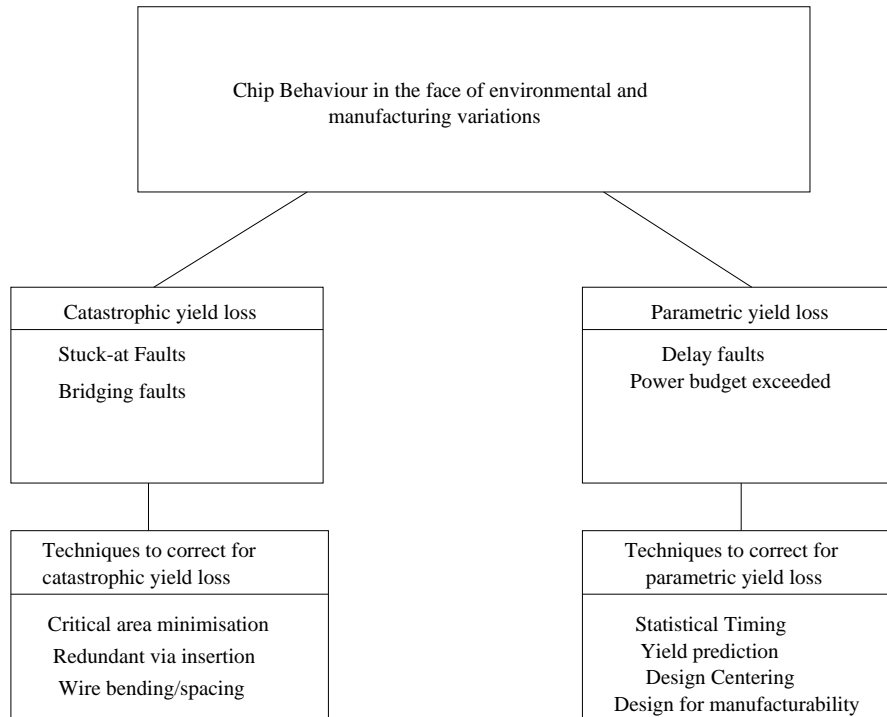 Chip Behaviour in the face of environmental and
manufacturing variations
Catastrophic yield loss
Stuck-at Faults
Bridging faults
Parametric yield loss
Delay faults
Power budget exceeded
Techniques to correct for
catastrophic yield loss
Critical area minimisation
Redundant via insertion
Wire bending/spacing
Techniques to correct for
parametric yield loss
Statistical Timing
Yield prediction
Design Centering
Design for manufacturability